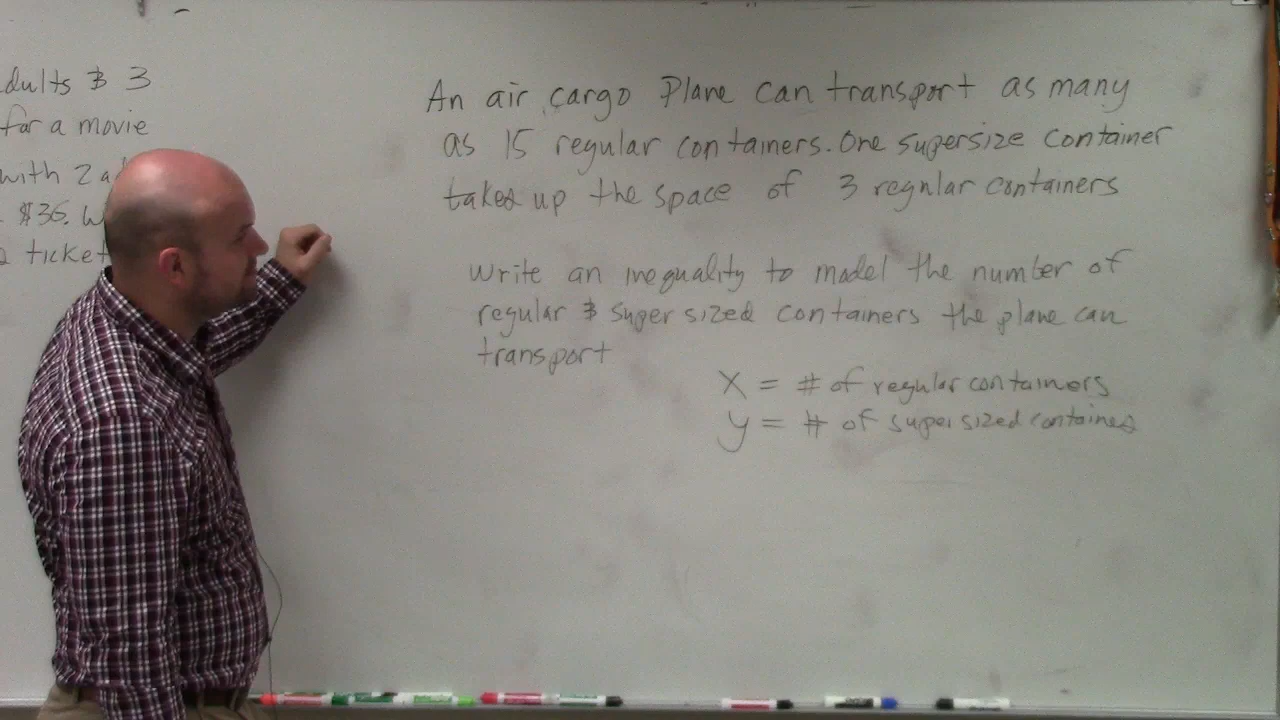 dults & 3
for a movie
with 2 a
$36. W
ticket
An air cargo Plane can transport as many
as 15 regular containers. One supersize Container
takes up the space of 3 regular containers
Write an inequality to model the number of
regular & super sized containers the plane can
transport
X = # of regular containers
y = # of super sized containers